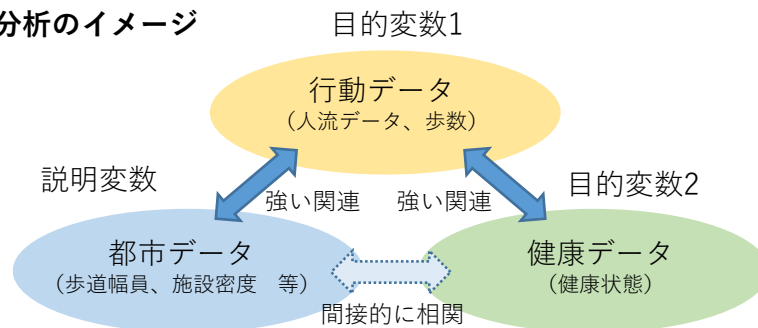 分析のイメージ
目的変数1
行動データ
（人流データ、歩数）
説明変数
強い関連
強い関連
目的変数2
都市データ
（歩道幅員、施設密度　等）
健康データ
（健康状態）
間接的に相関